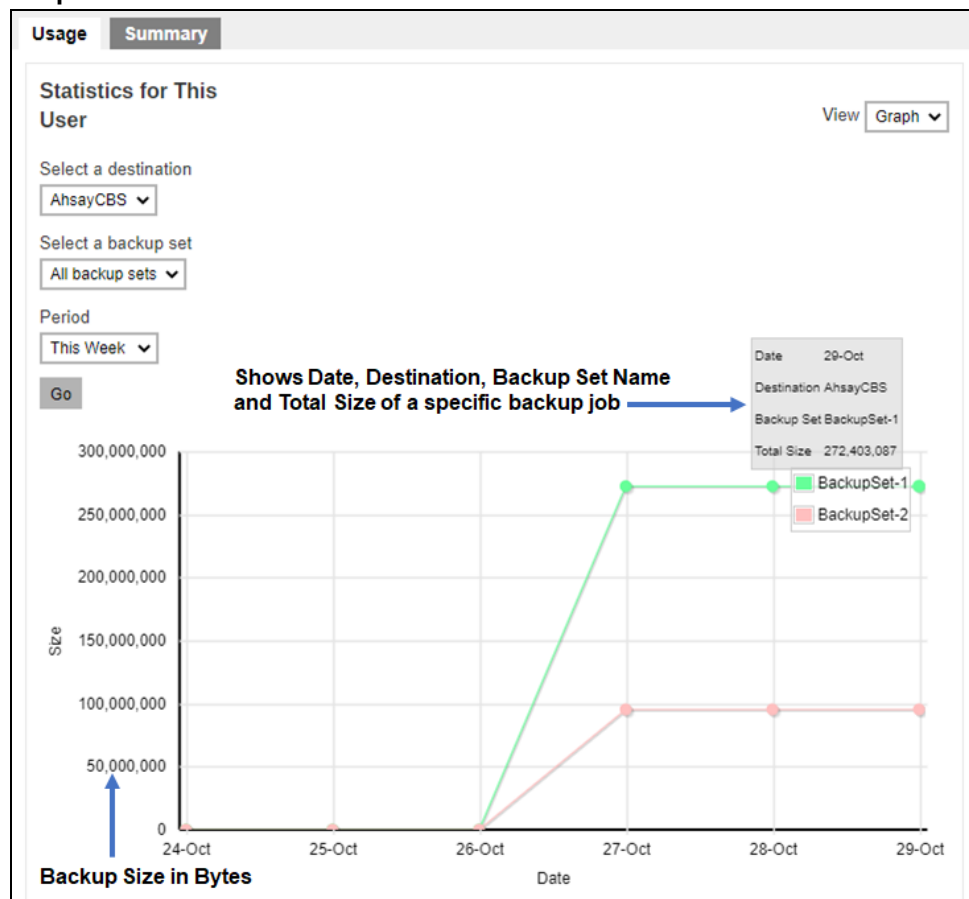 Usage Summary
Statistics for This
User
View Graph
Select a destination
AhsayCBS
Select a backup set
All backup sets
Period
This Week
Go
Shows Date, Destination, Backup Set Name
and Total Size of a specific backup job
Date 29-Oct
Destination AhsayCBS
Backup Set BackupSet-1
Total Size 272,403,087
BackupSet-1
BackupSet-2
300,000,000
250,000,000
200,000,000
150,000,000
100,000,000
50,000,000
0
Size
24-Oct 25-Oct 26-Oct 27-Oct 28-Oct 29-Oct
Date
Backup Size in Bytes